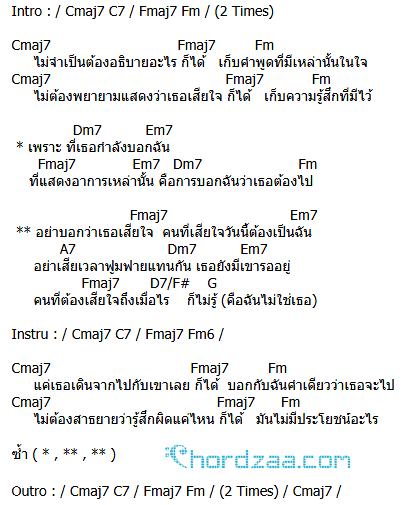 Intro : / Cmaj7 C7 / Fmaj7 Fm / (2 Times)
Cmaj7 Fmaj7 Fm
ไม่จำเป็นต้องอธิบายอะไร ก็ได้ เก็บคำพูดที่มีเหล่านั้นในใจ
Cmaj7 Fmaj7 Fm
ไม่ต้องพยายามแสดงว่าเธอเสียใจ ก็ได้ เก็บความรู้สึกที่มีไว้
Dm7 Em7
* เพราะ ที่เธอกำลังบอกฉัน
Fmaj7 Em7 Dm7 Fm
ที่แสดงอาการเหล่านั้น คือการบอกฉันว่าเธอต้องไป
Fmaj7 Em7
** อย่าบอกว่าเธอเสียใจ คนที่เสียใจวันนี้ต้องเป็นฉัน
A7 Dm7 Em7
อย่าเสียเวลาฟูมฟายแทนกัน เธอยังมีเขารออยู่
Fmaj7 D7/F# G
คนที่ต้องเสียใจถึงเมื่อไร ก็ไม่รู้ (คือฉันไม่ใช่เธอ)
Instru : / Cmaj7 C7 / Fmaj7 Fm6 /
Cmaj7 Fmaj7 Fm
แค่เธอเดินจากไปกับเขาเลย ก็ได้ บอกกับฉันคำเดียวว่าเธอจะไป
Cmaj7 Fmaj7 Fm
ไม่ต้องสาธยายว่ารู้สึกผิดแค่ไหน ก็ได้ มันไม่มีประโยชน์อะไร
ซ้ำ ( * , ** , ** )
chordzaa.com
Outro : / Cmaj7 C7 / Fmaj7 Fm / (2 Times) / Cmaj7 /